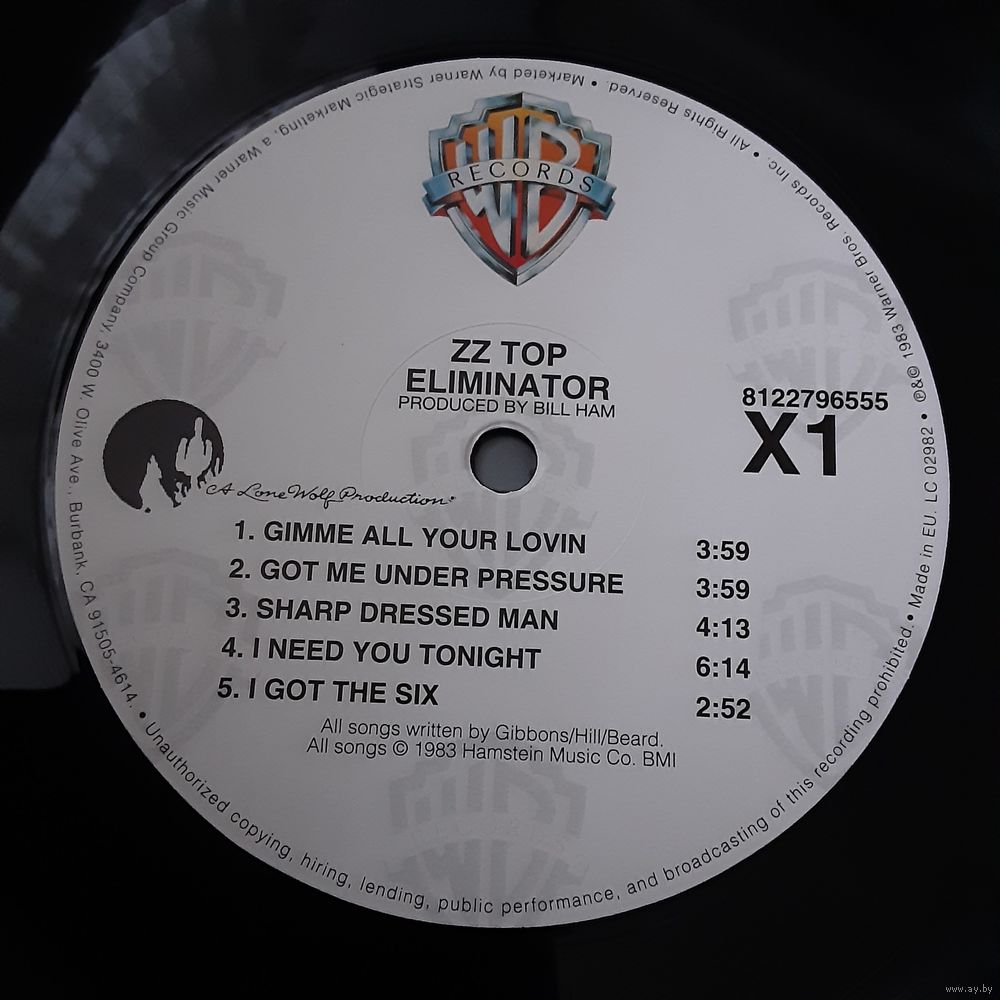 WB
RECORDS
ZZ TOP
ELIMINATOR
PRODUCED BY BILL HAM
8122796555
X1
A Lone Wolf Production
1. GIMME ALL YOUR LOVIN 3:59
2. GOT ME UNDER PRESSURE 3:59
3. SHARP DRESSED MAN 4:13
4. I NEED YOU TONIGHT 6:14
5. I GOT THE SIX 2:52
All songs written by Gibbons/Hill/Beard.
All songs © 1983 Hamstein Music Co. BMI
℗&© 1983 Warner Bros. Records Inc. • All Rights Reserved. • Marketed by Warner Strategic Marketing, a Warner Music Group Company, 3400 W. Olive Ave., Burbank, CA 91505-4614. • Unauthorized copying, hiring, lending, public performance, and broadcasting of this recording prohibited. • Made in EU. LC 02982 •
www.ay.by